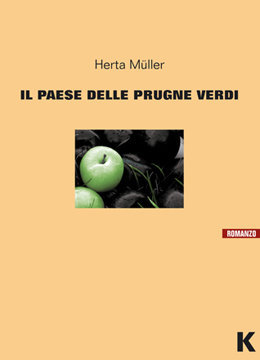 Herta Müller
IL PAESE DELLE PRUGNE VERDI
ROMANZO
K